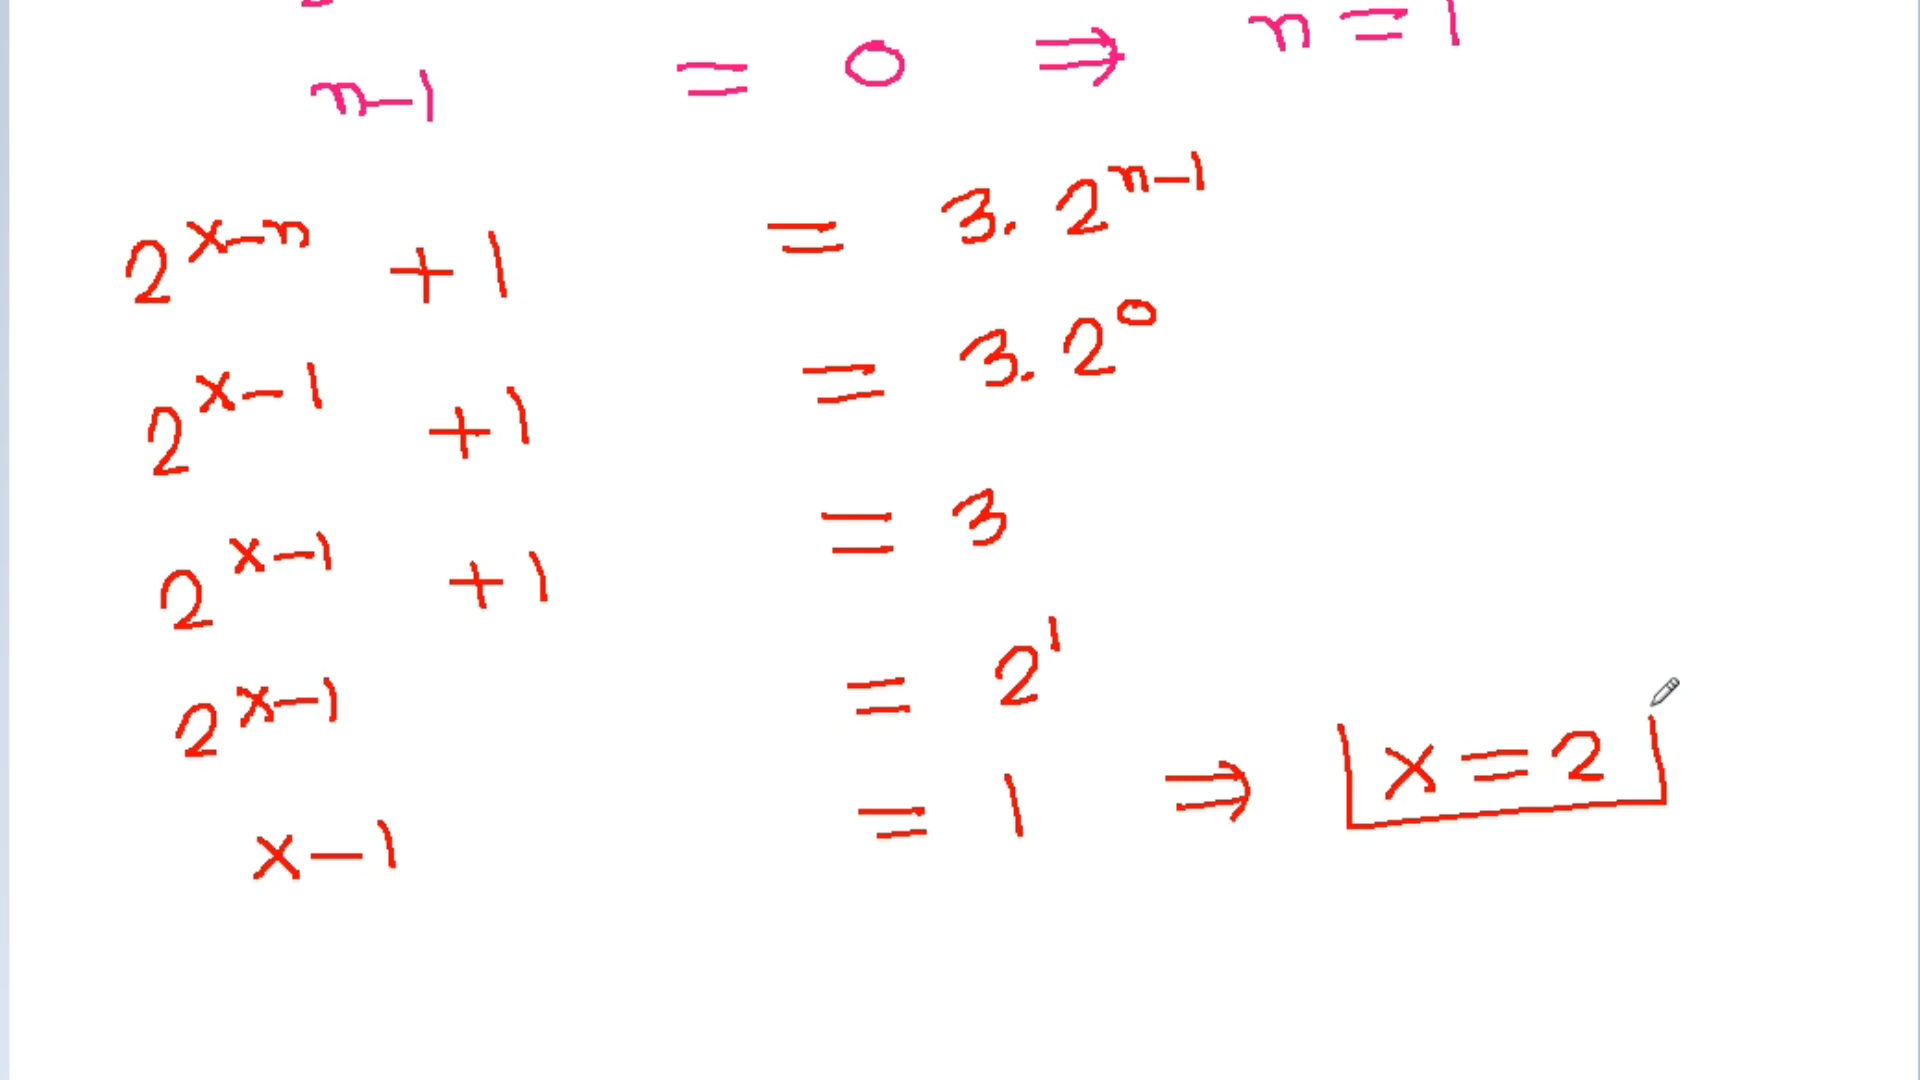 n-1 = 0 ⇒ n = 1
2^{x-n} + 1 = 3. 2^{n-1}
2^{x-1} + 1 = 3. 2^0
2^{x-1} + 1 = 3
2^{x-1} = 2^1
x-1 = 1 ⇒ x = 2